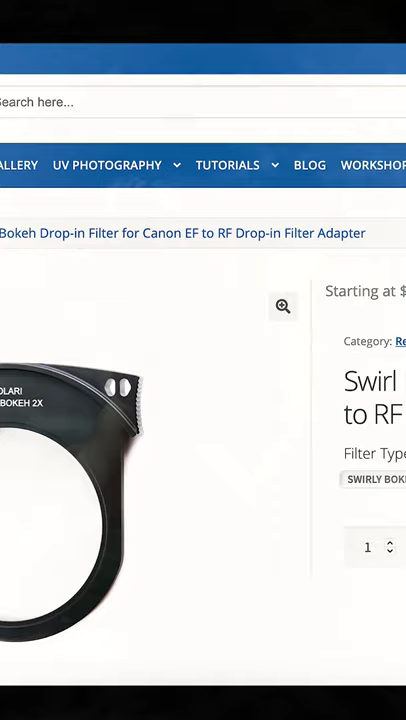 Search here...
ALLERY UV PHOTOGRAPHY TUTORIALS BLOG WORKSHOP
Bokeh Drop-in Filter for Canon EF to RF Drop-in Filter Adapter
Starting at $
Category: Re
OLARI
BOKEH 2X
Swirl
to RF
Filter Type
SWIRLY BOK
1